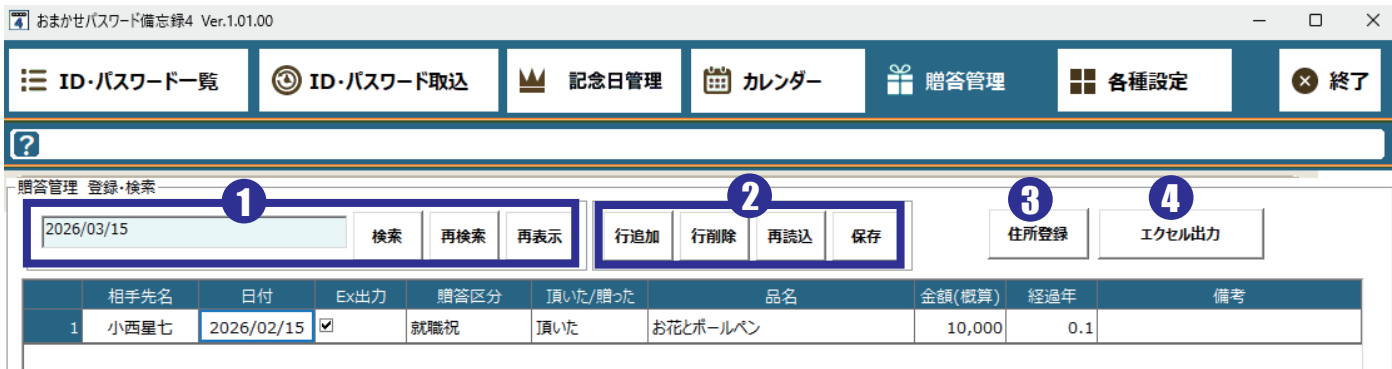 おまかせパスワード備忘録4 Ver.1.01.00
ID・パスワード一覧 ID・パスワード取込 記念日管理 カレンダー 贈答管理 各種設定 終了
?
贈答管理 登録・検索
1 2 3 4
2026/03/15 検索 再検索 再表示 行追加 行削除 再読込 保存 住所登録 エクセル出力
相手先名 日付 Ex出力 贈答区分 頂いた/贈った 品名 金額(概算) 経過年 備考
1 小西星七 2026/02/15 就職祝 頂いた お花とボールペン 10,000 0.1